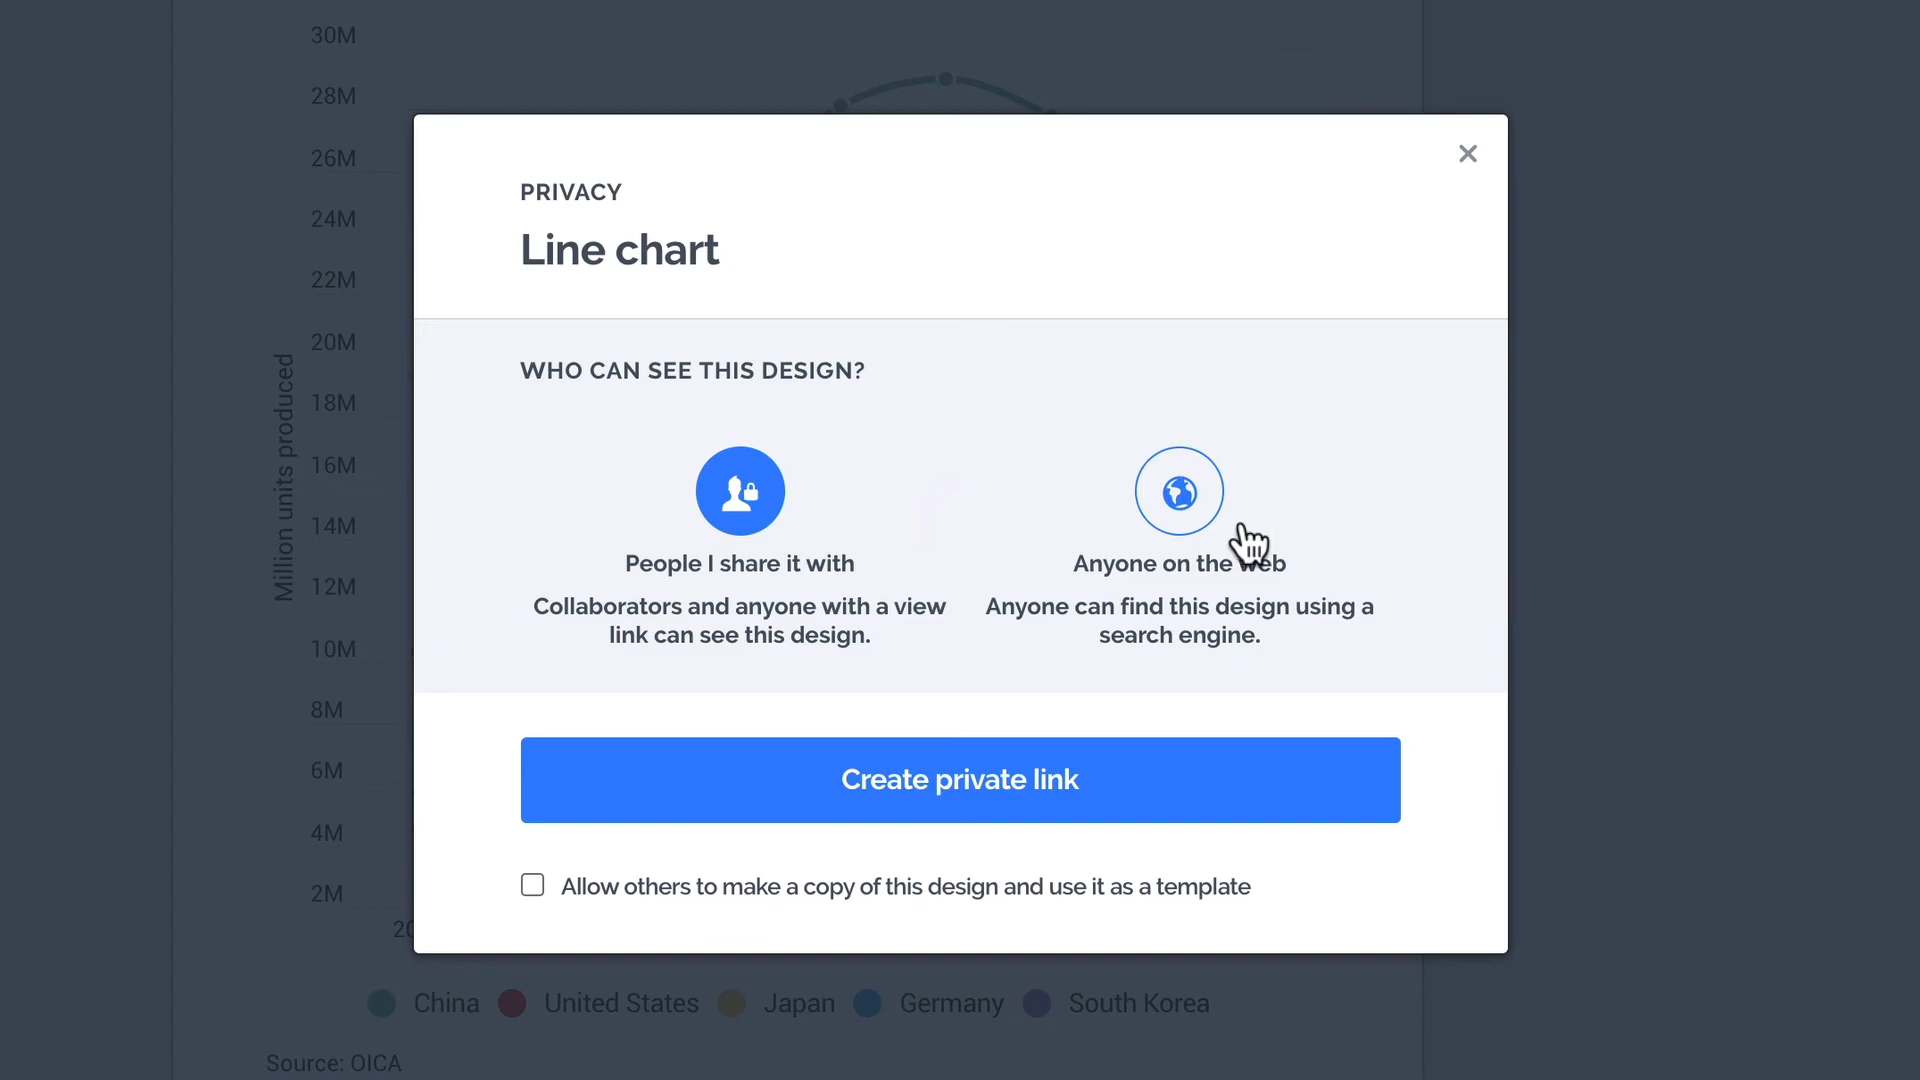 30M
28M
26M
24M
22M
20M
18M
16M
14M
12M
10M
8M
6M
4M
2M
Million units produced
PRIVACY
Line chart
WHO CAN SEE THIS DESIGN?
People I share it with
Collaborators and anyone with a view
link can see this design.
Anyone on the web
Anyone can find this design using a
search engine.
Create private link
Allow others to make a copy of this design and use it as a template
China United States Japan Germany South Korea
Source: OICA